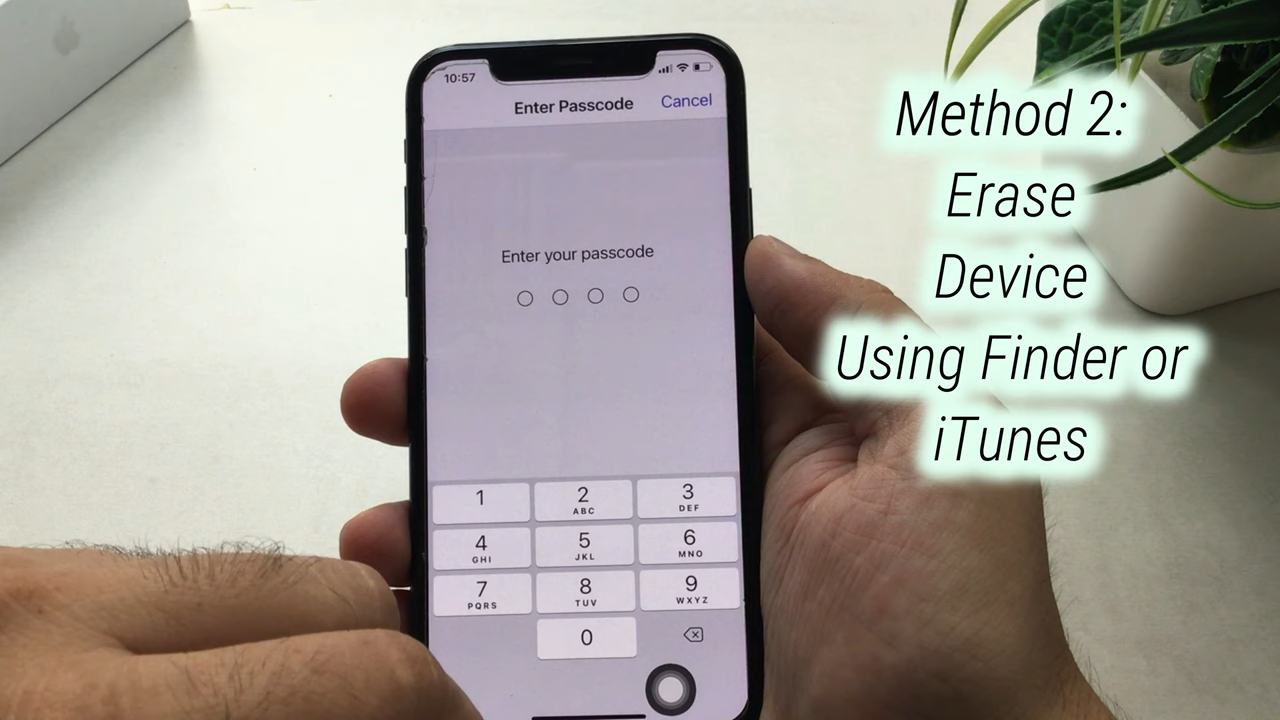 10:57
Enter Passcode Cancel
Enter your passcode
1 2 3
ABC DEF
4 5 6
GHI JKL MNO
7 8 9
PQRS TUV WXYZ
0
Method 2:
Erase
Device
Using Finder or
iTunes